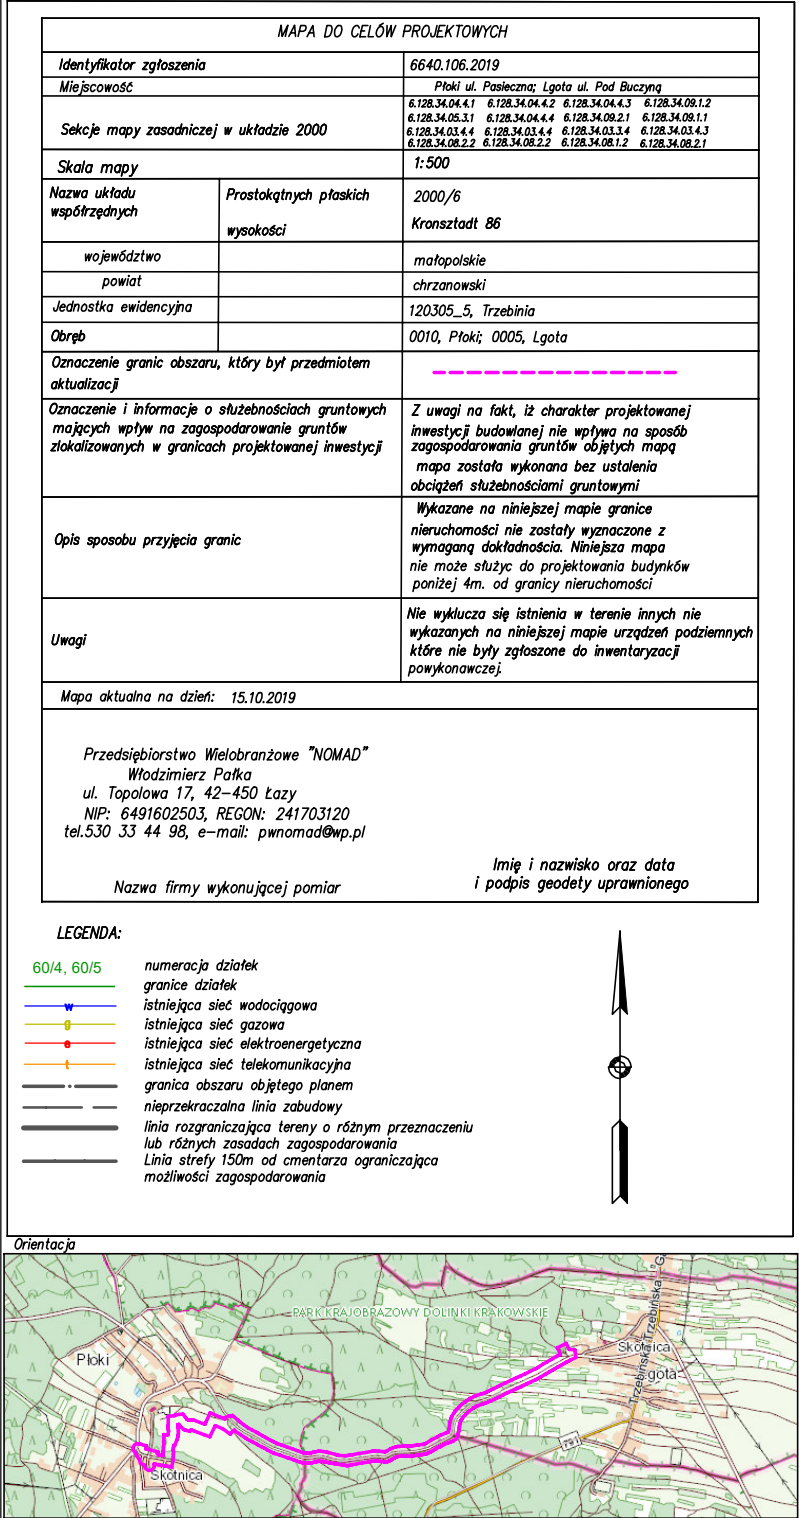 MAPA DO CELÓW PROJEKTOWYCH
Identyfikator zgłoszenia
6640.106.2019
Miejscowość
Płoki ul. Pasieczna; Lgota ul. Pod Buczyną
Sekcje mapy zasadniczej w układzie 2000
6.128.34.04.4.1 6.128.34.04.4.2 6.128.34.04.4.3 6.128.34.09.1.2
6.128.34.05.3.1 6.128.34.04.4.4 6.128.34.09.2.1 6.128.34.09.1.1
6.128.34.03.4.4 6.128.34.03.4.4 6.128.34.03.3.4 6.128.34.03.4.3
6.128.34.08.2.2 6.128.34.08.2.2 6.128.34.08.1.2 6.128.34.08.2.1
Skala mapy
1:500
Nazwa układu
współrzędnych
Prostokątnych płaskich
2000/6
wysokości
Kronsztadt 86
województwo
małopolskie
powiat
chrzanowski
Jednostka ewidencyjna
120305_5, Trzebinia
Obręb
0010, Płoki; 0005, Lgota
Oznaczenie granic obszaru, który był przedmiotem
aktualizacji
Oznaczenie i informacje o służebnościach gruntowych
mających wpływ na zagospodarowanie gruntów
zlokalizowanych w granicach projektowanej inwestycji
Z uwagi na fakt, iż charakter projektowanej
inwestycji budowlanej nie wpływa na sposób
zagospodarowania gruntów objętych mapą
mapa została wykonana bez ustalenia
obciążeń służebnościami gruntowymi
Opis sposobu przyjęcia granic
Wykazane na niniejszej mapie granice
nieruchomości nie zostały wyznaczone z
wymaganą dokładnościa. Niniejsza mapa
nie może służyc do projektowania budynków
poniżej 4m. od granicy nieruchomości
Uwagi
Nie wyklucza się istnienia w terenie innych nie
wykazanych na niniejszej mapie urządzeń podziemnych
które nie były zgłoszone do inwentaryzacji
powykonawczej.
Mapa aktualna na dzień: 15.10.2019
Przedsiębiorstwo Wielobranżowe "NOMAD"
Włodzimierz Pałka
ul. Topolowa 17, 42-450 Łazy
NIP: 6491602503, REGON: 241703120
tel.530 33 44 98, e-mail: pwnomad@wp.pl
Nazwa firmy wykonującej pomiar
Imię i nazwisko oraz data
i podpis geodety uprawnionego
LEGENDA:
60/4, 60/5 numeracja działek
granice działek
w istniejąca sieć wodociągowa
g istniejąca sieć gazowa
e istniejąca sieć elektroenergetyczna
t istniejąca sieć telekomunikacyjna
granica obszaru objętego planem
nieprzekraczalna linia zabudowy
linia rozgraniczająca tereny o różnym przeznaczeniu
lub różnych zasadach zagospodarowania
Linia strefy 150m od cmentarza ograniczająca
możliwości zagospodarowania
Orientacja
PARK KRAJOBRAZOWY DOLINKI KRAKOWSKIE
Płoki
Skotnica
Lgota
Trzebińska
Trzebińska
791
Skotnica